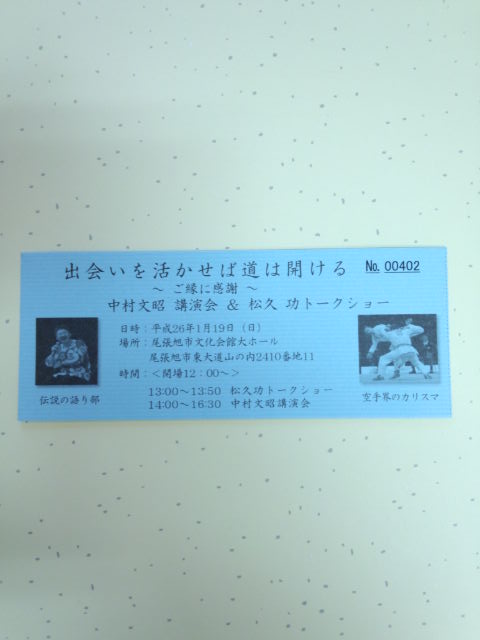 出会いを活かせば道は開ける
No. 00402
～ ご縁に感謝 ～
中村文昭 講演会 & 松久 功トークショー
日時：平成26年1月19日（日）
場所：尾張旭市文化会館大ホール
尾張旭市東大道山の内2410番地11
時間：＜開場12：00～＞
13:00～13:50 松久功トークショー
14:00～16:30 中村文昭講演会
伝説の語り部
空手界のカリスマ